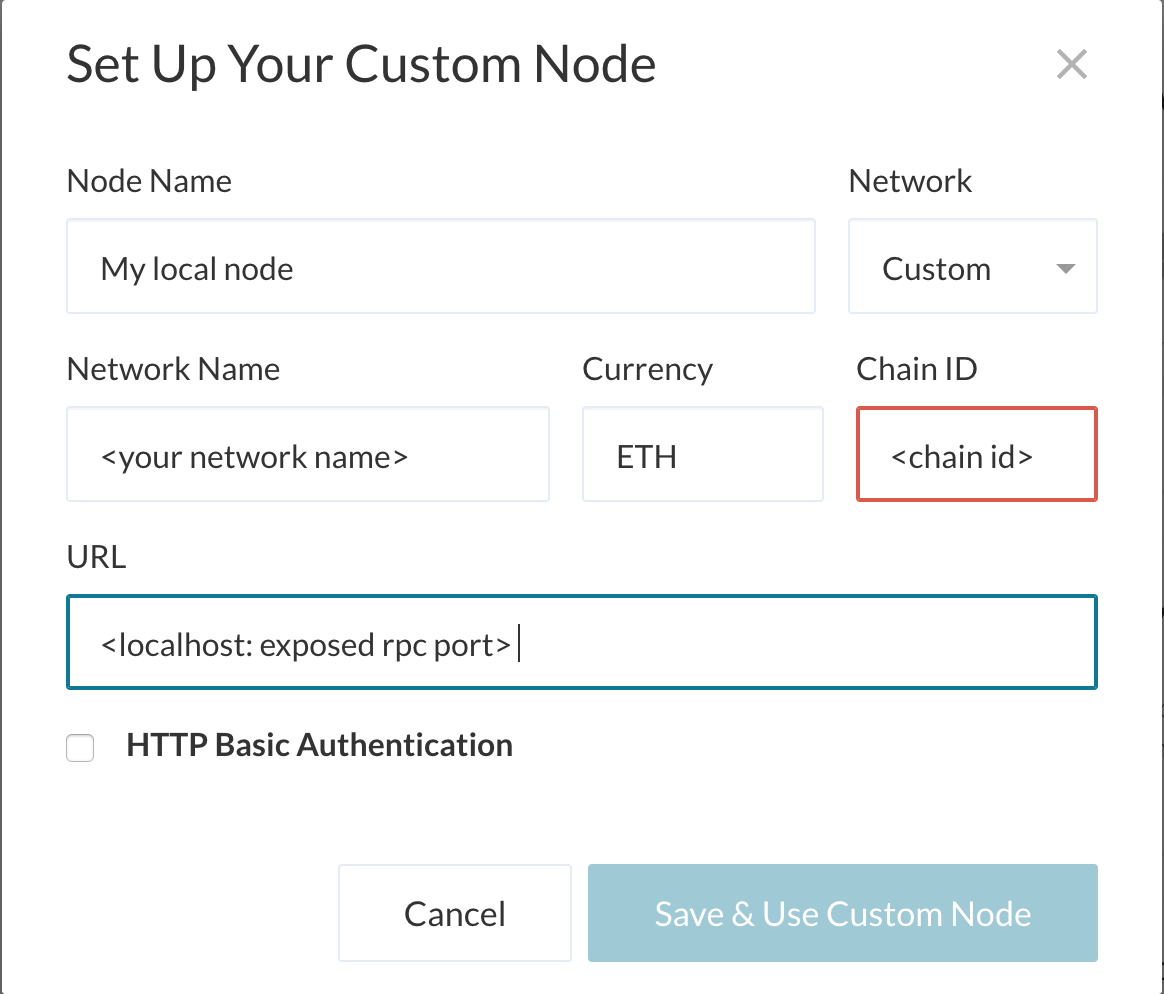 Set Up Your Custom Node
Node Name
Network
My local node
Custom
Network Name
Currency
Chain ID
<your network name>
ETH
<chain id>
URL
<localhost: exposed rpc port>
HTTP Basic Authentication
Cancel
Save & Use Custom Node